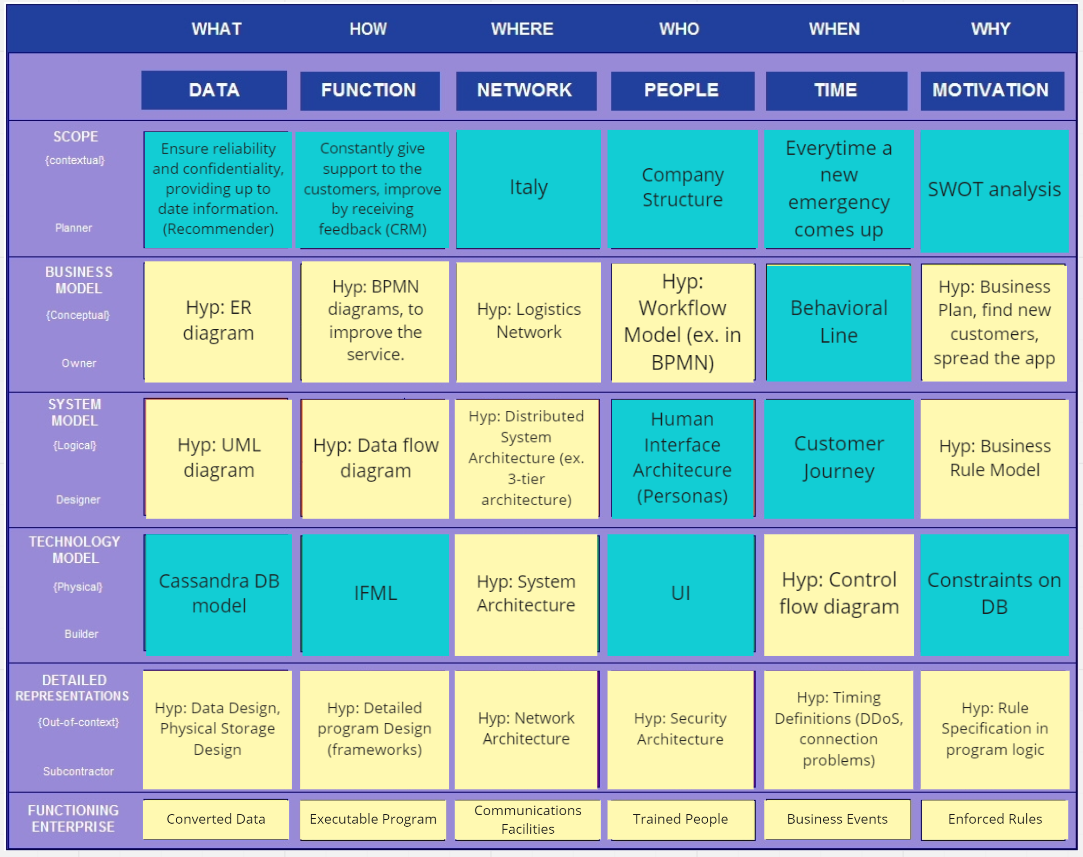 WHAT HOW WHERE WHO WHEN WHY
DATA FUNCTION NETWORK PEOPLE TIME MOTIVATION
SCOPE
{contextual}
Planner
Ensure reliability
and confidentiality,
providing up to
date information.
(Recommender)
Constantly give
support to the
customers, improve
by receiving
feedback (CRM)
Italy
Company
Structure
Everytime a
new
emergency
comes up
SWOT analysis
BUSINESS
MODEL
{Conceptual}
Owner
Hyp: ER
diagram
Hyp: BPMN
diagrams, to
improve the
service.
Hyp: Logistics
Network
Hyp:
Workflow
Model (ex. in
BPMN)
Behavioral
Line
Hyp: Business
Plan, find new
customers,
spread the app
SYSTEM
MODEL
{Logical}
Designer
Hyp: UML
diagram
Hyp: Data flow
diagram
Hyp: Distributed
System
Architecture (ex.
3-tier
architecture)
Human
Interface
Architecure
(Personas)
Customer
Journey
Hyp: Business
Rule Model
TECHNOLOGY
MODEL
{Physical}
Builder
Cassandra DB
model
IFML
Hyp: System
Architecture
UI
Hyp: Control
flow diagram
Constraints on
DB
DETAILED
REPRESENTATIONS
{Out-of-context}
Subcontractor
Hyp: Data Design,
Physical Storage
Design
Hyp: Detailed
program Design
(frameworks)
Hyp: Network
Architecture
Hyp: Security
Architecture
Hyp: Timing
Definitions (DDoS,
connection
problems)
Hyp: Rule
Specification in
program logic
FUNCTIONING
ENTERPRISE
Converted Data
Executable Program
Communications
Facilities
Trained People
Business Events
Enforced Rules